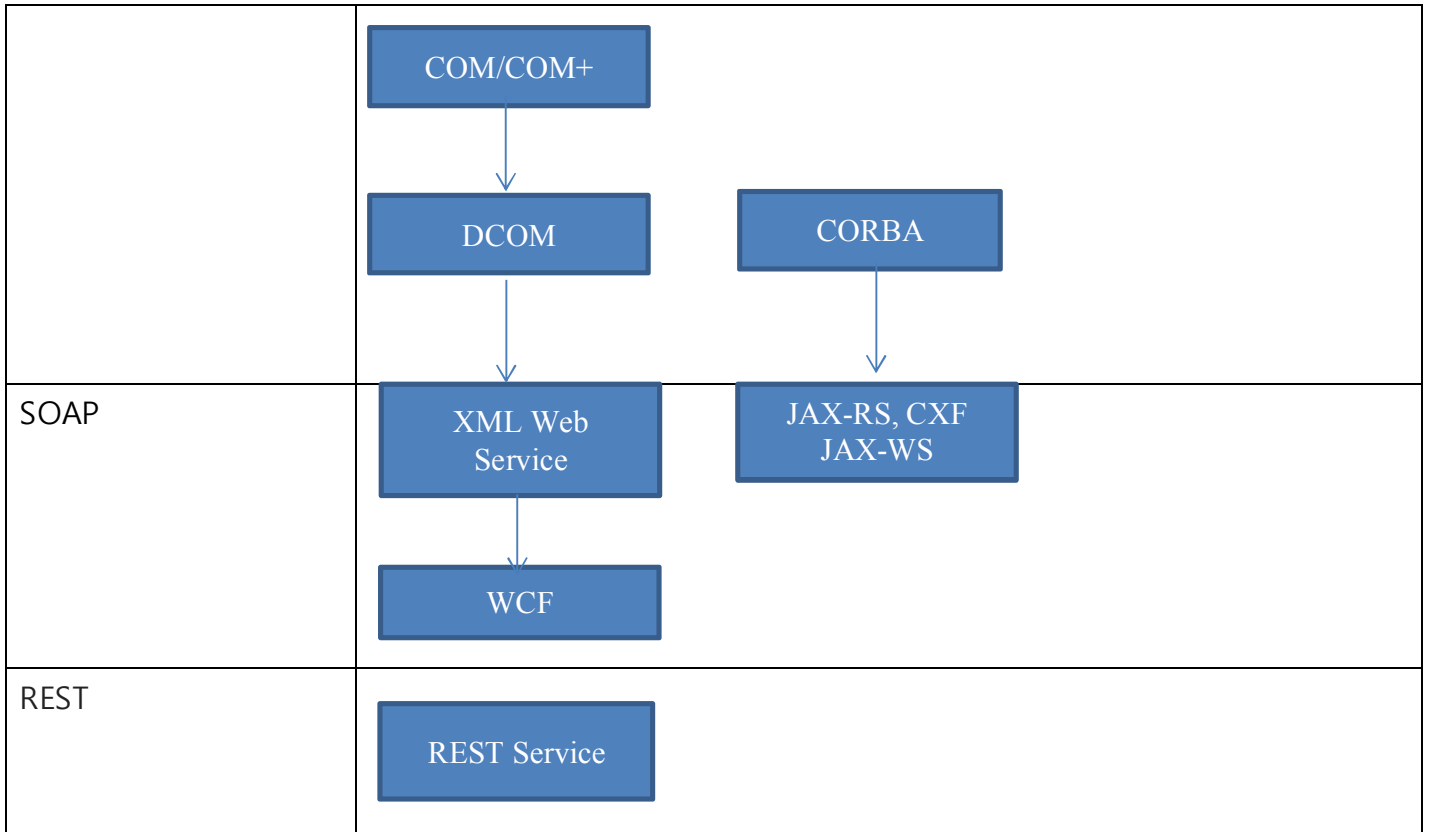 COM/COM+
DCOM
CORBA
SOAP
XML Web
Service
JAX-RS, CXF
JAX-WS
WCF
REST
REST Service